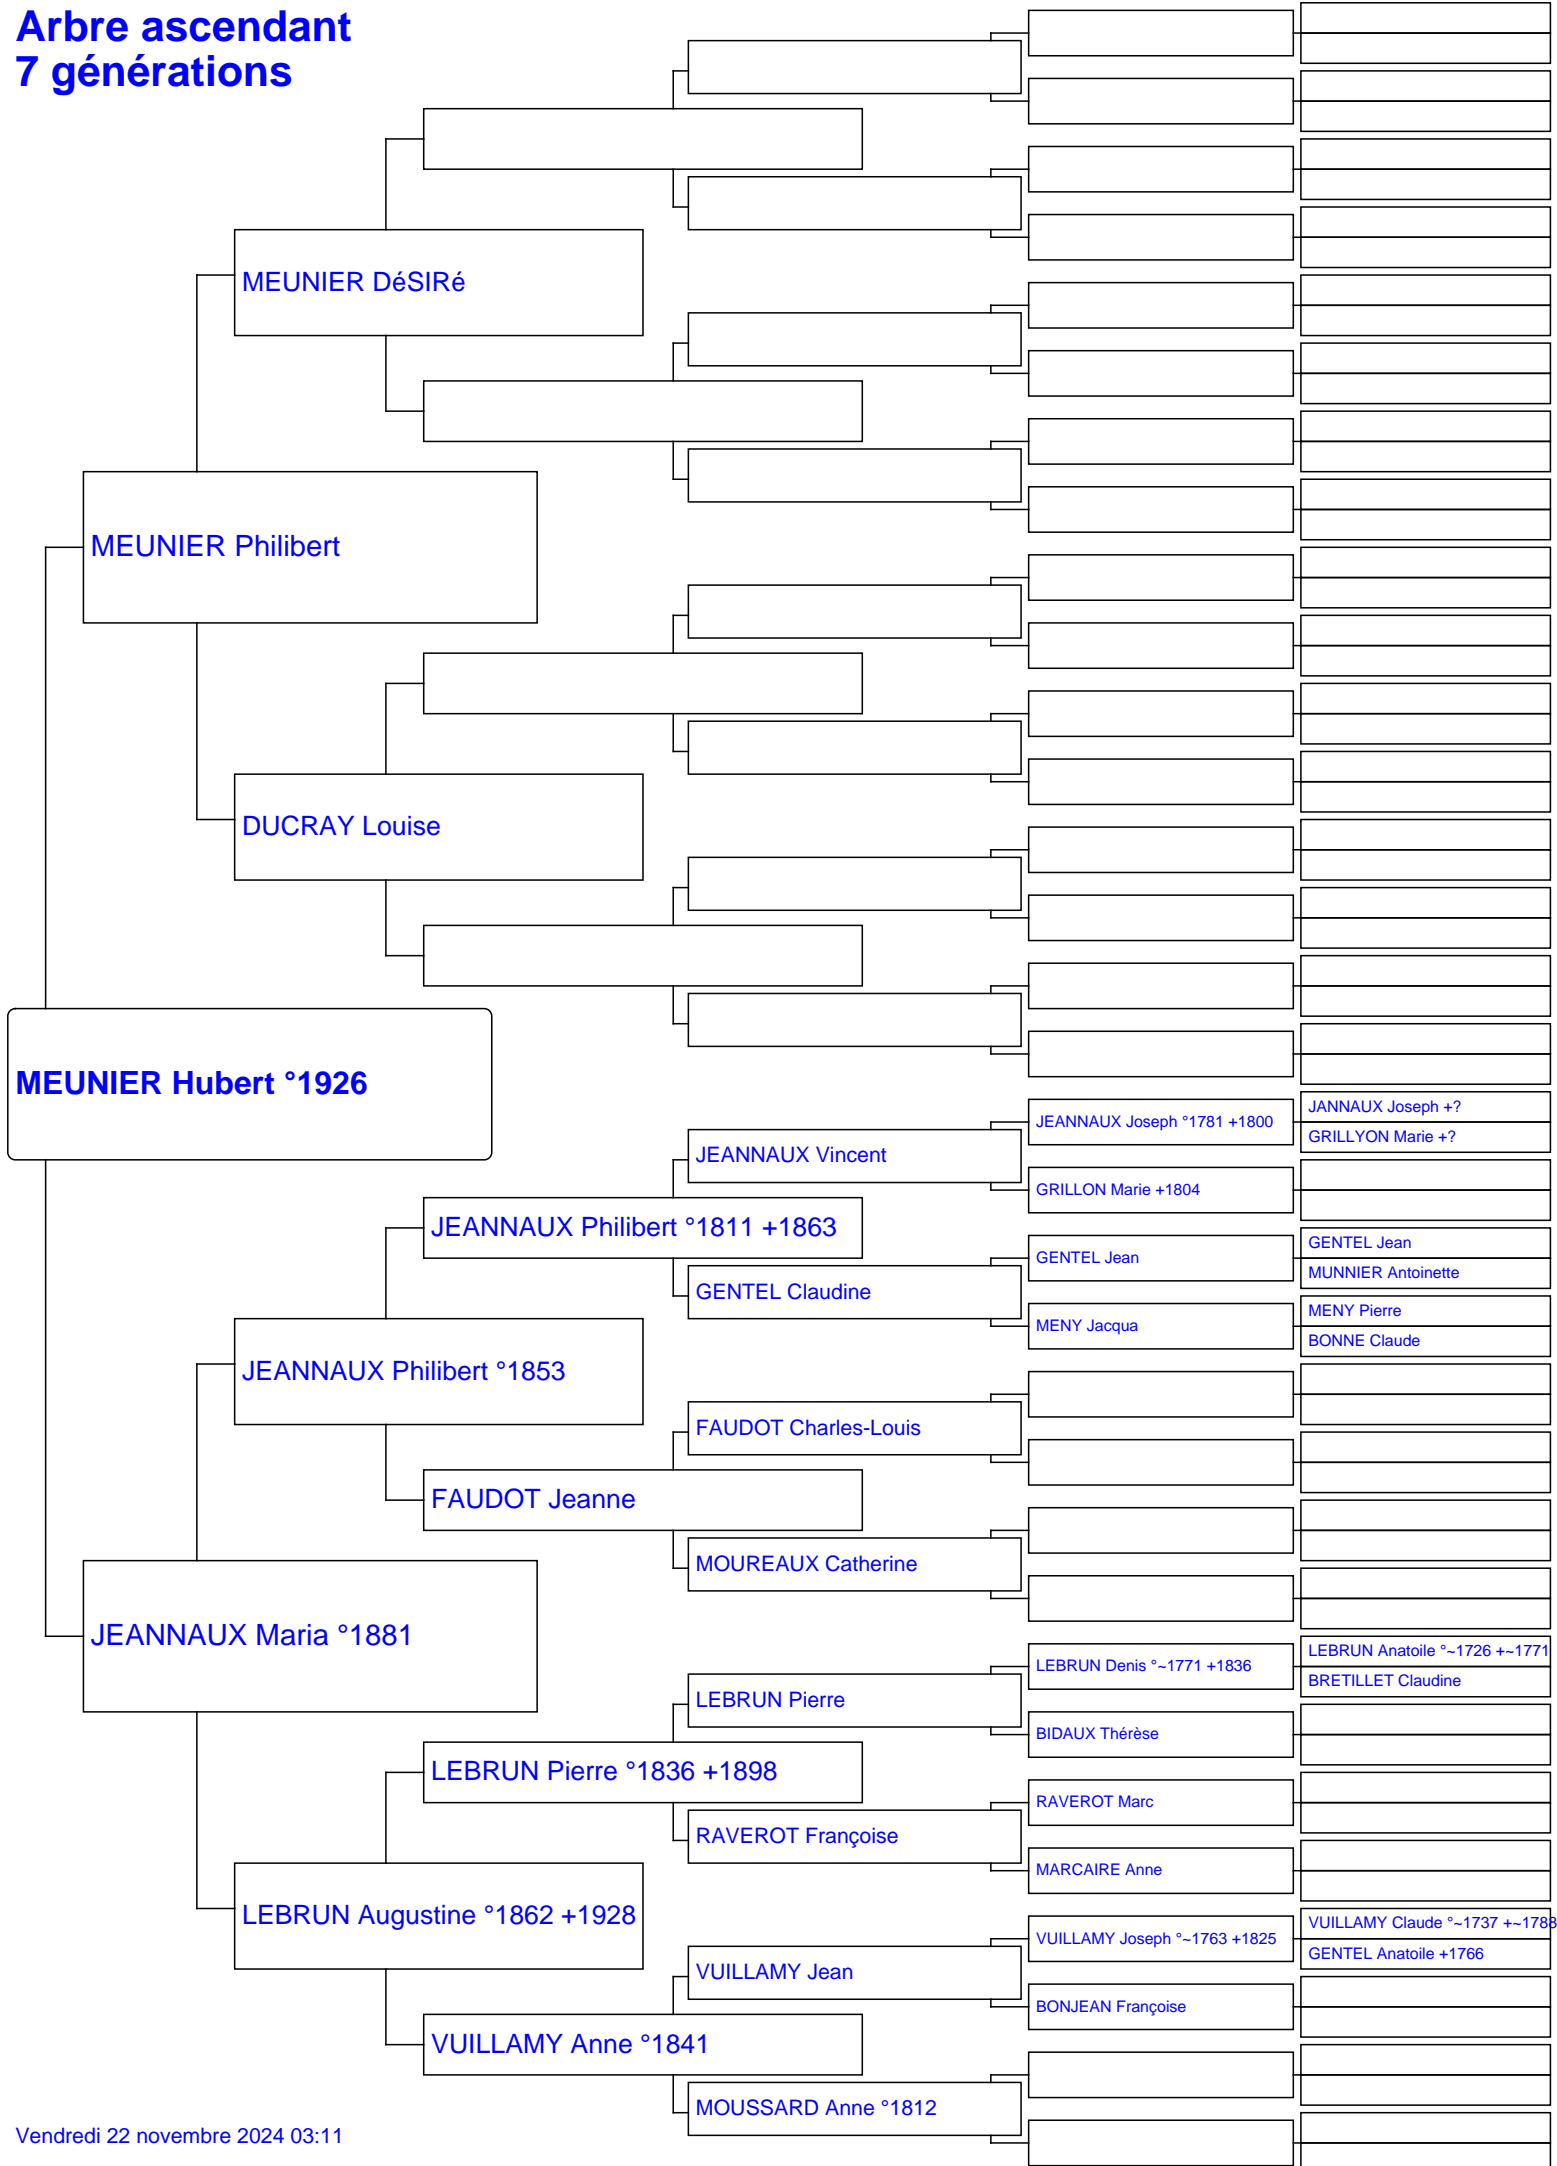 Arbre ascendant
7 générations
MEUNIER DéSIRé
MEUNIER Philibert
DUCRAY Louise
MEUNIER Hubert °1926
JEANNAUX Joseph °1781 +1800
JANNAUX Joseph +?
GRILLYON Marie +?
JEANNAUX Vincent
GRILLON Marie +1804
JEANNAUX Philibert °1811 +1863
GENTEL Jean
GENTEL Jean
MUNNIER Antoinette
GENTEL Claudine
MENY Jacqua
MENY Pierre
BONNE Claude
JEANNAUX Philibert °1853
FAUDOT Charles-Louis
FAUDOT Jeanne
MOUREAUX Catherine
JEANNAUX Maria °1881
LEBRUN Denis °~1771 +1836
LEBRUN Anatoile °~1726 +~1771
BRETILLET Claudine
LEBRUN Pierre
BIDAUX Thérèse
LEBRUN Pierre °1836 +1898
RAVEROT Marc
RAVEROT Françoise
MARCAIRE Anne
LEBRUN Augustine °1862 +1928
VUILLAMY Joseph °~1763 +1825
VUILLAMY Claude °~1737 +~1788
GENTEL Anatoile +1766
VUILLAMY Jean
BONJEAN Françoise
VUILLAMY Anne °1841
MOUSSARD Anne °1812
Vendredi 22 novembre 2024 03:11